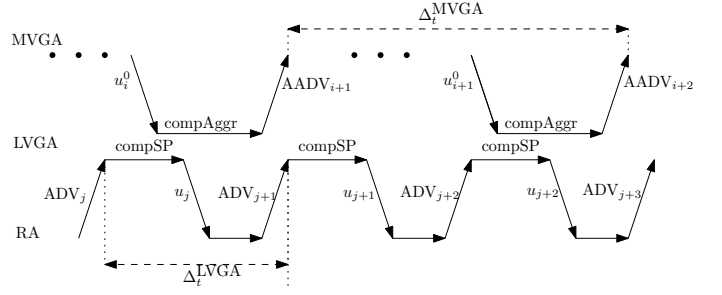 Δ_t^MVGA
MVGA
u_i^0 AADV_{i+1} u_{i+1}^0 AADV_{i+2}
compAggr compAggr
LVGA compSP compSP compSP
ADV_j u_j ADV_{j+1} u_{j+1} ADV_{j+2} u_{j+2} ADV_{j+3}
RA
Δ_t^LVGA